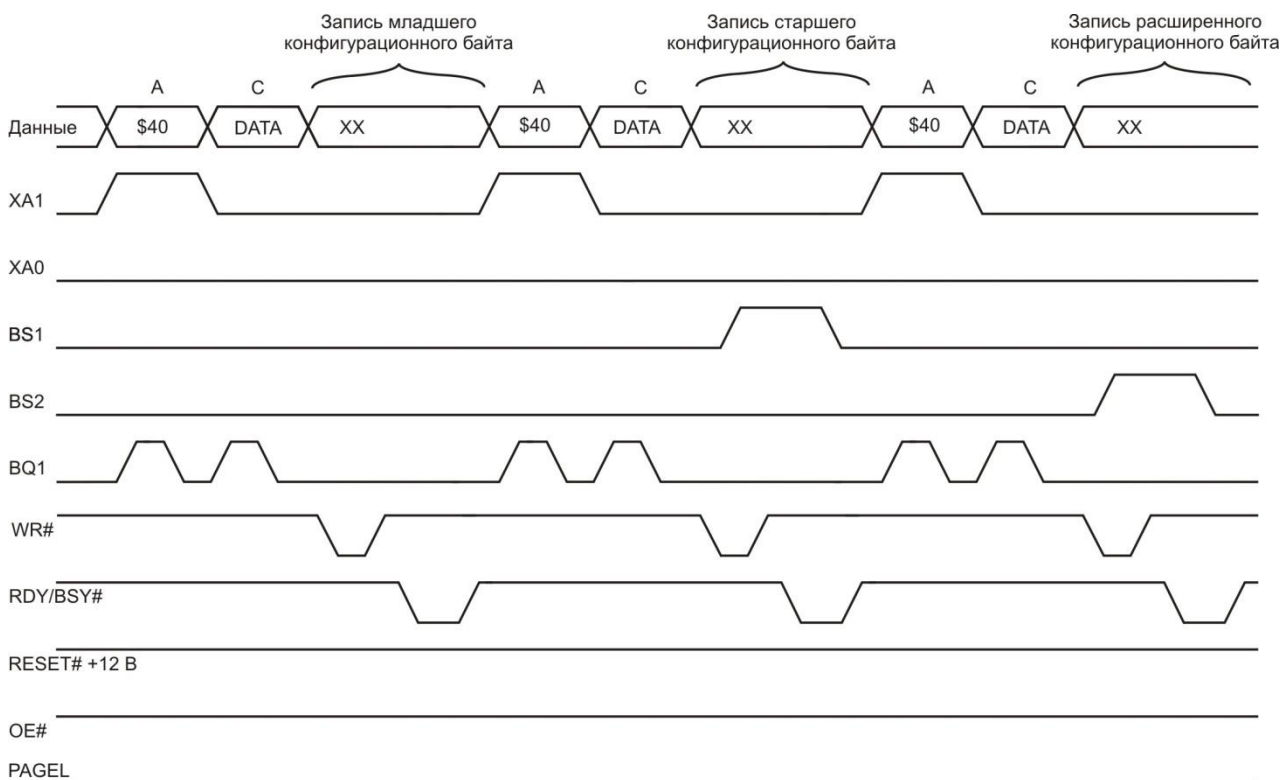 Запись младшего
конфигурационного байта
Запись старшего
конфигурационного байта
Запись расширенного
конфигурационного байта
A C A C A C
Данные $40 DATA XX $40 DATA XX $40 DATA XX
XA1
XA0
BS1
BS2
BQ1
WR#
RDY/BSY#
RESET# +12 В
OE#
PAGEL